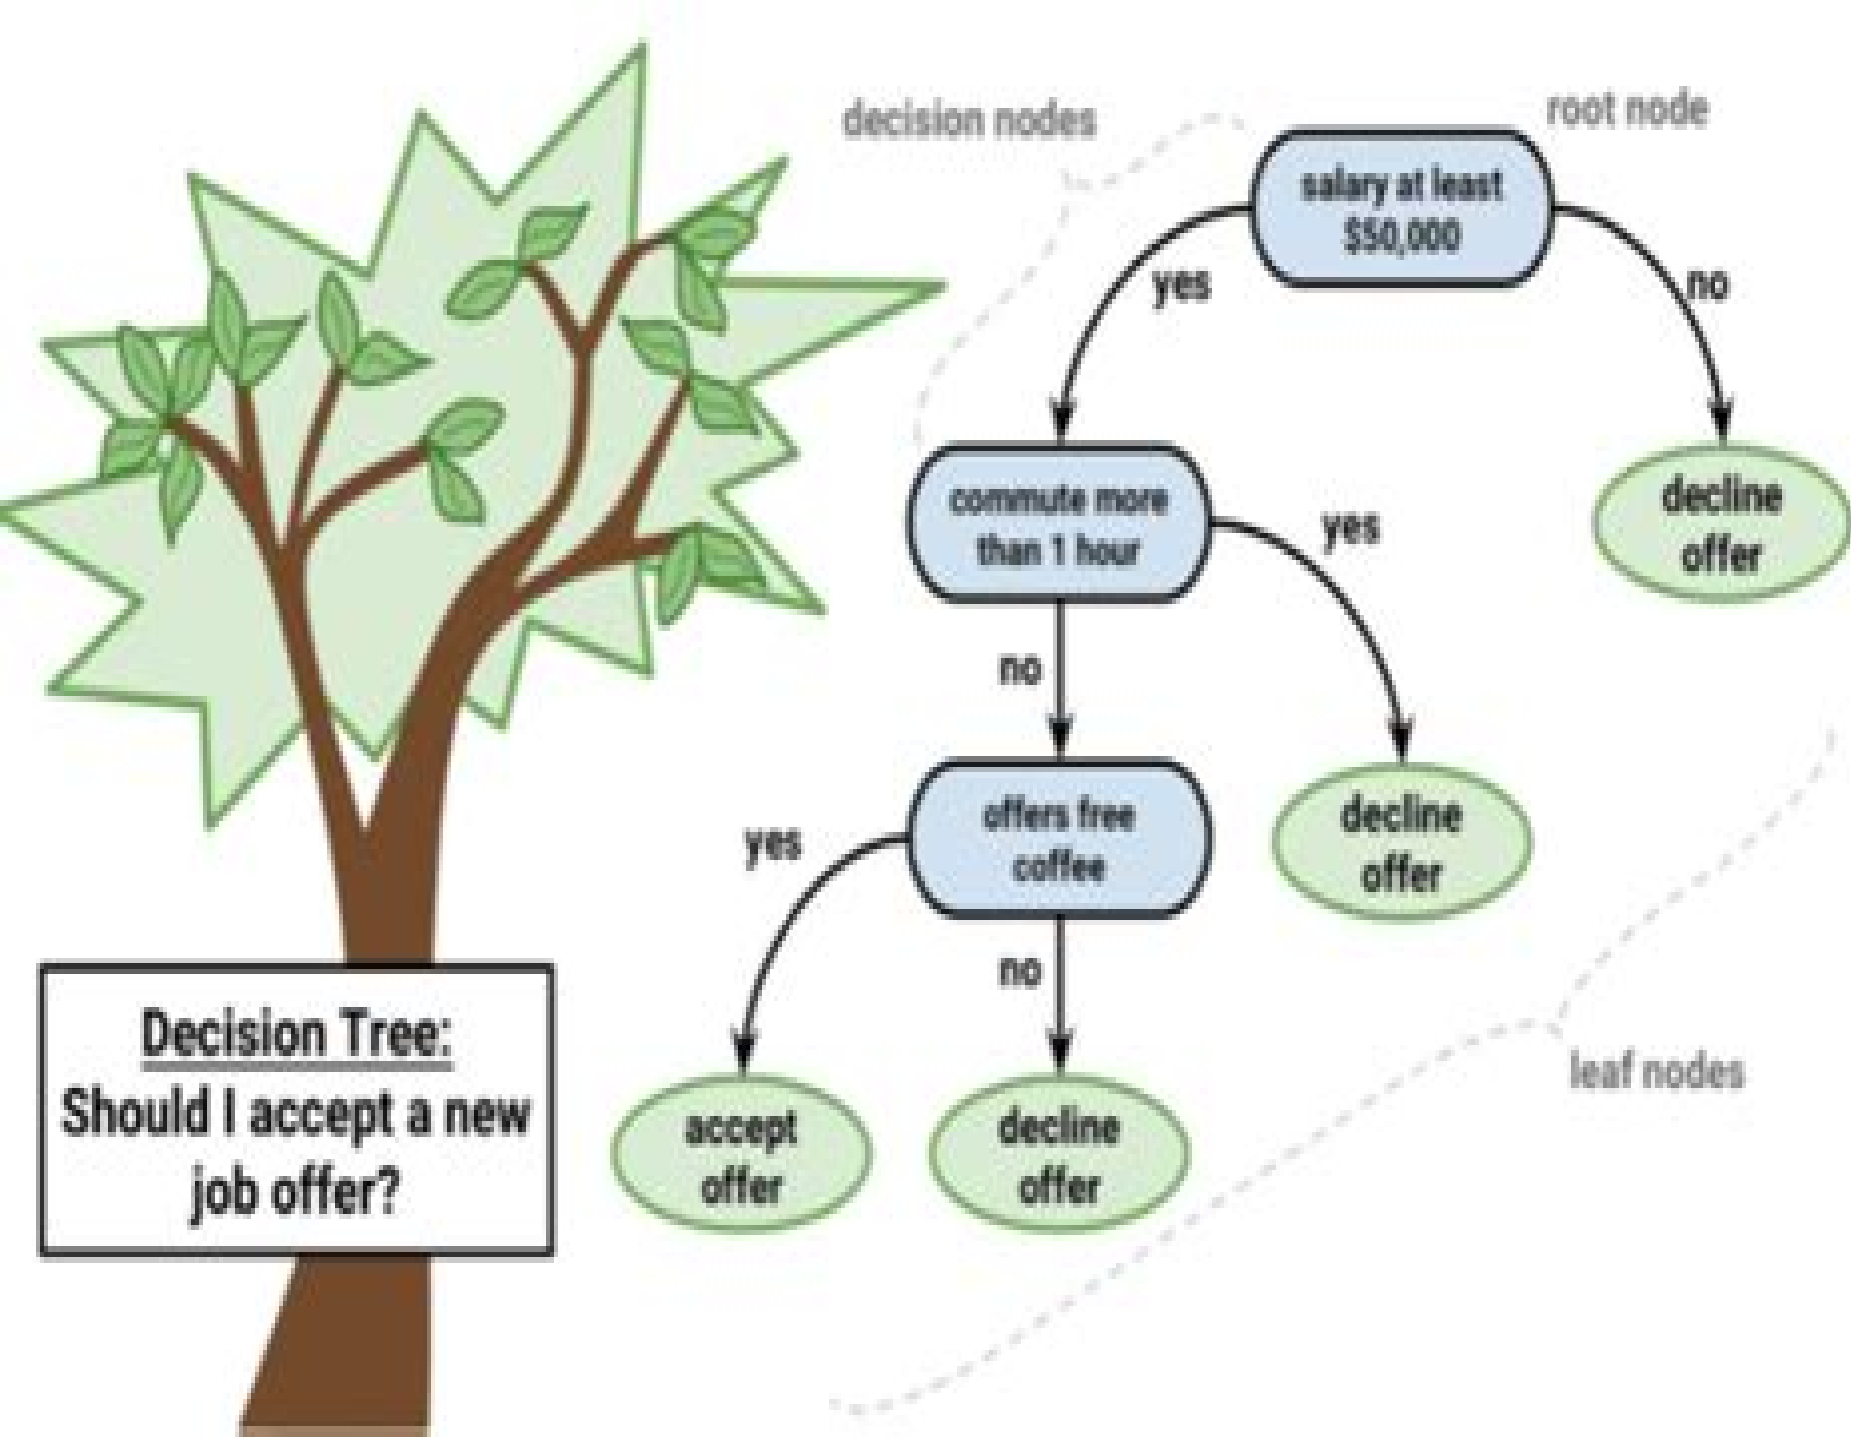 decision nodes
root node
salary at least
$50,000
yes
no
commute more
than 1 hour
yes
decline
offer
no
offers free
coffee
decline
offer
yes
no
leaf nodes
accept
offer
decline
offer
Decision Tree:
Should I accept a new
job offer?